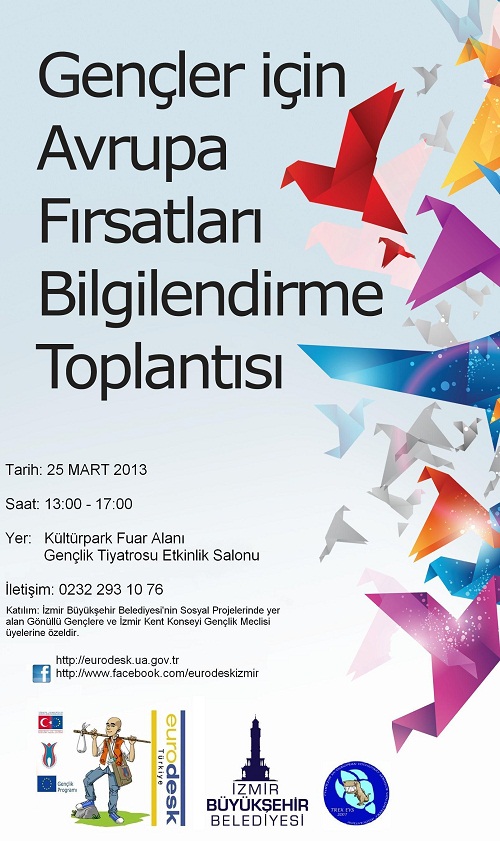 Gençler için
Avrupa
Fırsatları
Bilgilendirme
Toplantısı
Tarih: 25 MART 2013
Saat: 13:00 - 17:00
Yer: Kültürpark Fuar Alanı
Gençlik Tiyatrosu Etkinlik Salonu
İletişim: 0232 293 10 76
Katılım: İzmir Büyükşehir Belediyesi'nin Sosyal Projelerinde yer
alan Gönüllü Gençlere ve İzmir Kent Konseyi Gençlik Meclisi
üyelerine özeldir.
http://eurodesk.ua.gov.tr
http://www.facebook.com/eurodeskizmir
Gençlik
Programı
eurodesk
Türkiye
İZMİR
BÜYÜKŞEHİR
BELEDİYESİ